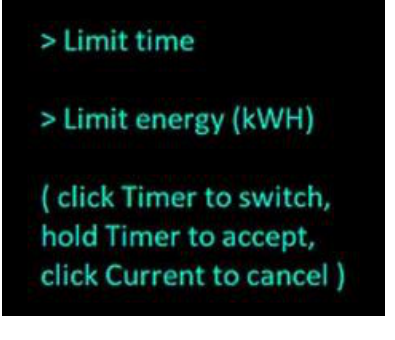 > Limit time
> Limit energy (kWH)
( click Timer to switch,
hold Timer to accept,
click Current to cancel )